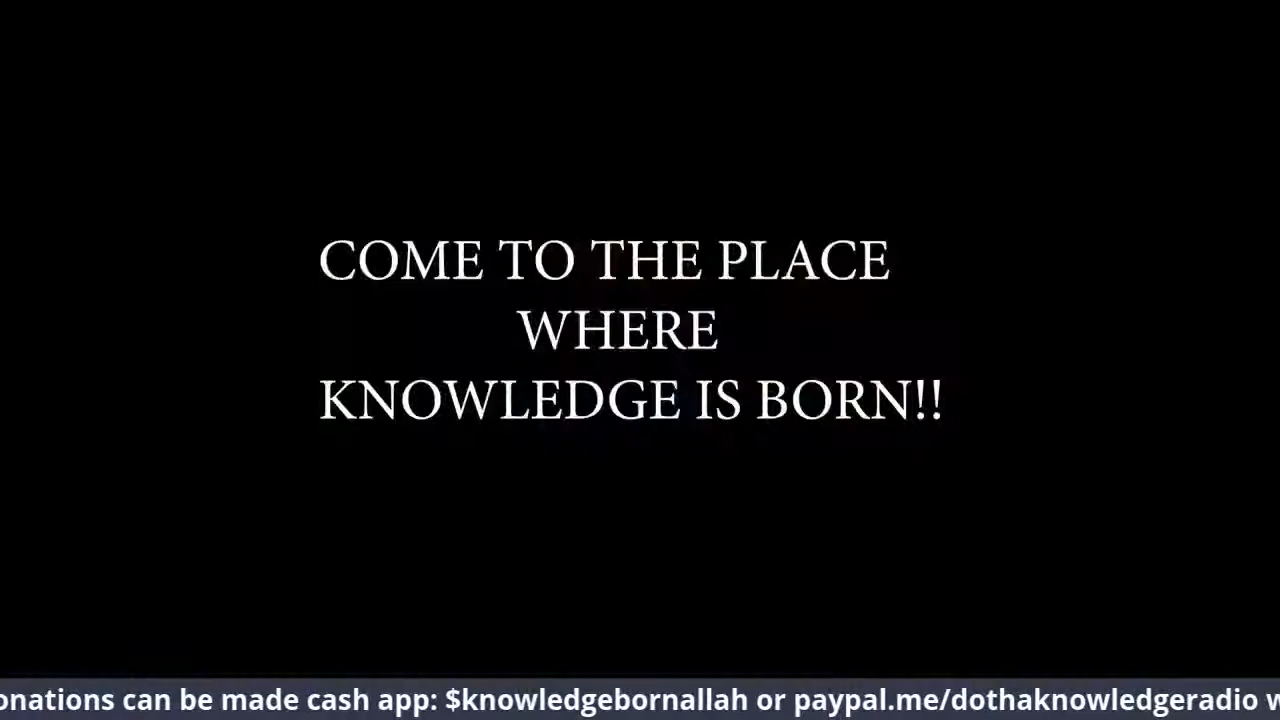 COME TO THE PLACE
WHERE
KNOWLEDGE IS BORN!!
onations can be made cash app: $knowledgebornallah or paypal.me/dothaknowledgeradio w